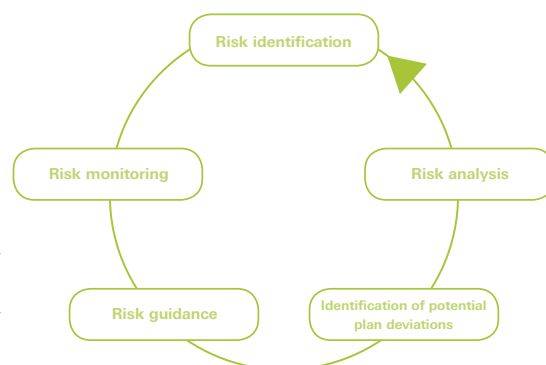 Risk identification
Risk monitoring
Risk analysis
Risk guidance
Identification of potential
plan deviations